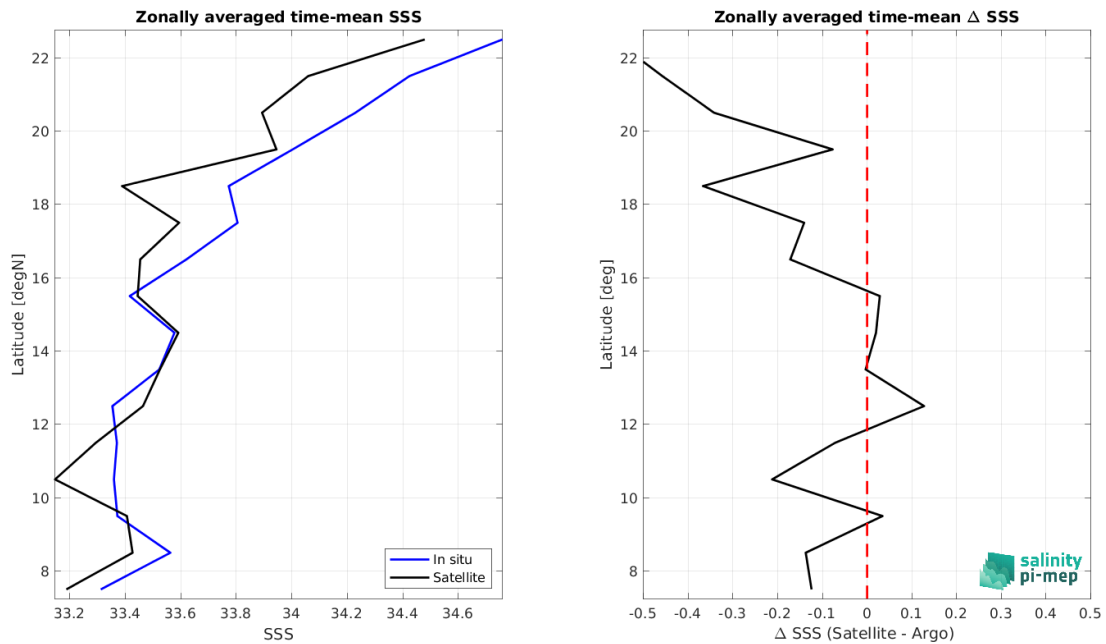 Zonally averaged time-mean SSS
22
20
18
16
14
12
10
8
Latitude [degN]
33.2 33.4 33.6 33.8 34 34.2 34.4 34.6
SSS
In situ
Satellite
Zonally averaged time-mean Δ SSS
22
20
18
16
14
12
10
8
Latitude [deg]
-0.5 -0.4 -0.3 -0.2 -0.1 0 0.1 0.2 0.3 0.4 0.5
Δ SSS (Satellite - Argo)
salinity
pi-mep